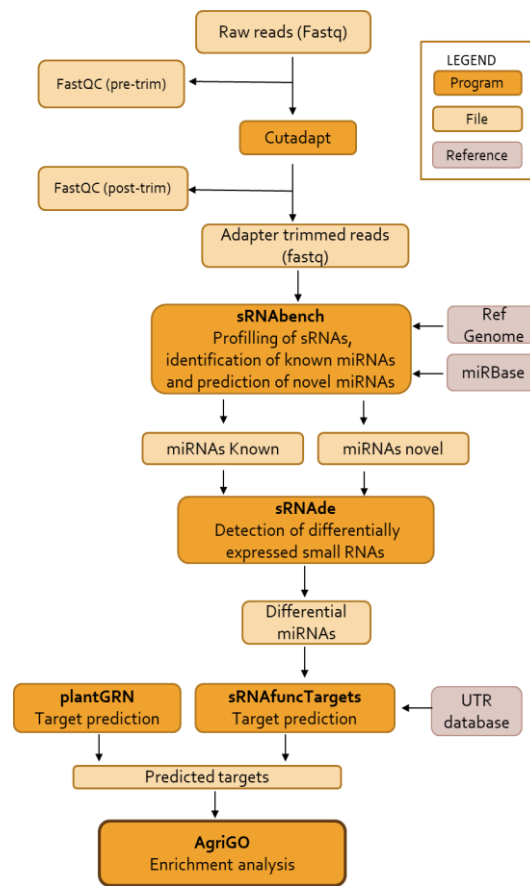 Raw reads (Fastq)
LEGEND
Program
File
Reference
FastQC (pre-trim)
Cutadapt
FastQC (post-trim)
Adapter trimmed reads
(fastq)
sRNAbench
Profilling of sRNAs,
identification of known miRNAs
and prediction of novel miRNAs
Ref
Genome
miRBase
miRNAs Known
miRNAs novel
sRNAde
Detection of differentially
expressed small RNAs
Differential
miRNAs
plantGRN
Target prediction
sRNAfuncTargets
Target prediction
UTR
database
Predicted targets
AgriGO
Enrichment analysis